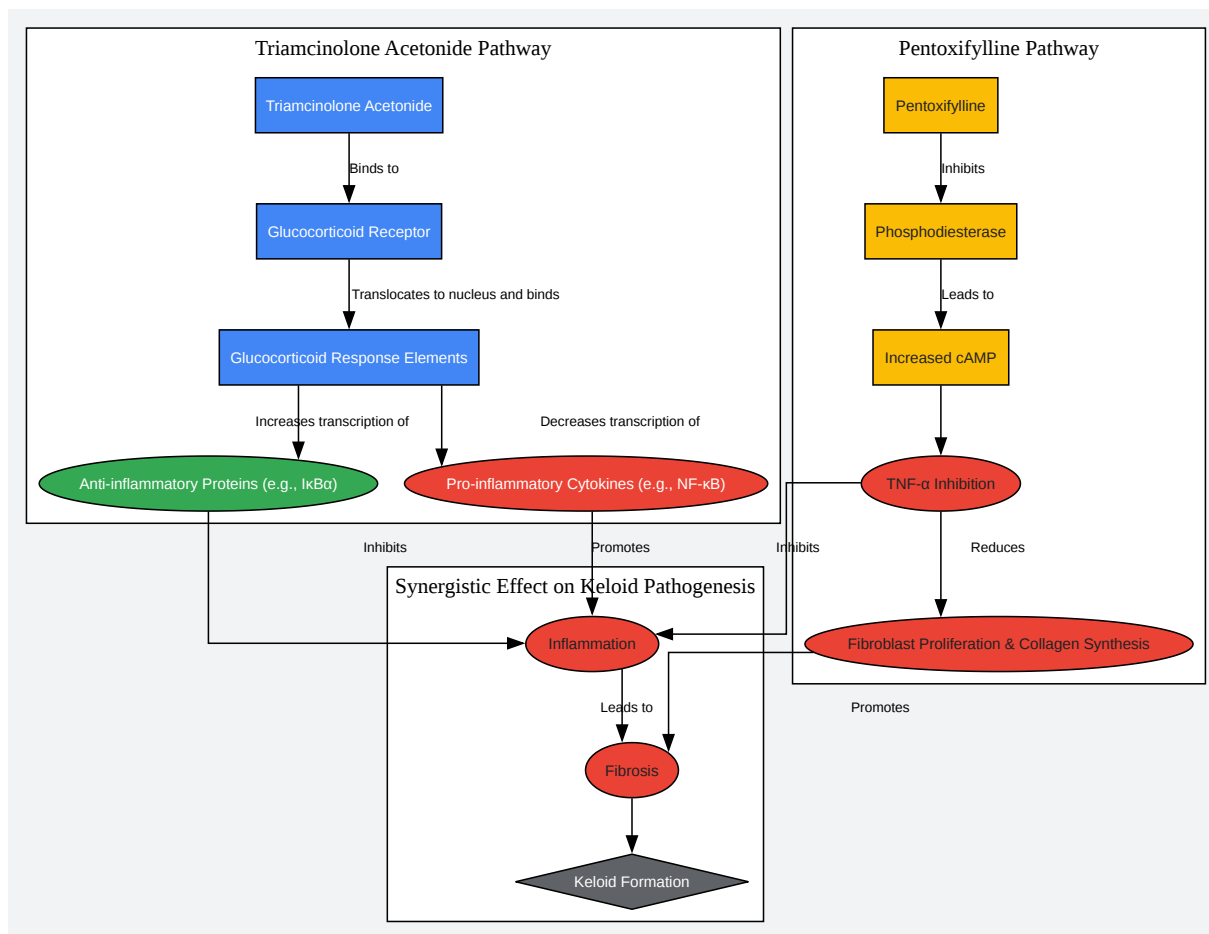 Triamcinolone Acetonide Pathway
Triamcinolone Acetonide
Binds to
Glucocorticoid Receptor
Translocates to nucleus and binds
Glucocorticoid Response Elements
Increases transcription of
Decreases transcription of
Anti-inflammatory Proteins (e.g., IκBα)
Pro-inflammatory Cytokines (e.g., NF-κB)
Pentoxifylline Pathway
Pentoxifylline
Inhibits
Phosphodiesterase
Leads to
Increased cAMP
TNF-α Inhibition
Reduces
Fibroblast Proliferation & Collagen Synthesis
Inhibits
Promotes
Inhibits
Synergistic Effect on Keloid Pathogenesis
Inflammation
Leads to
Promotes
Fibrosis
Keloid Formation